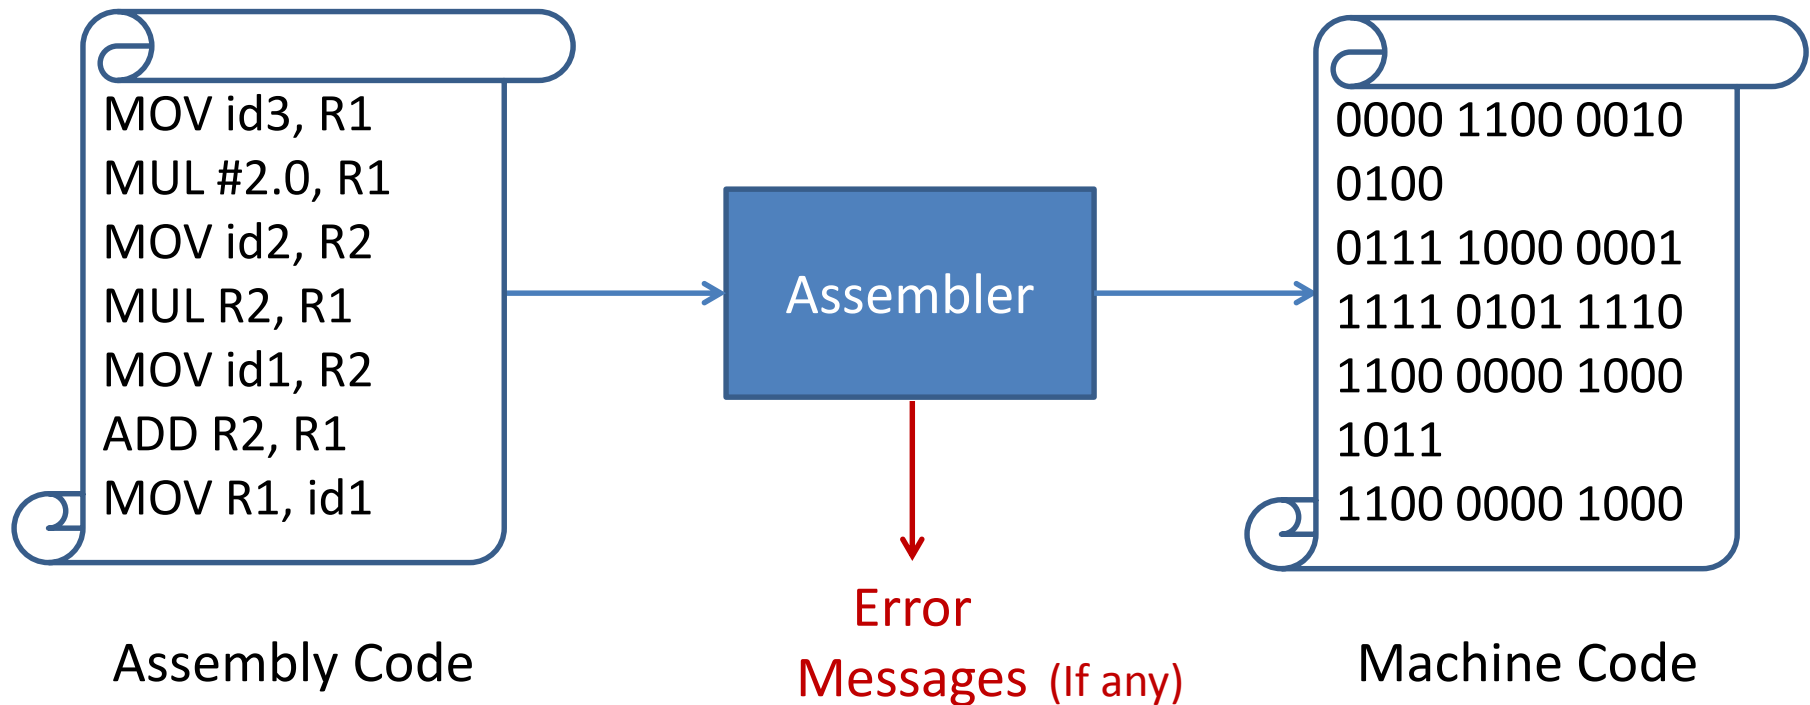 MOV id3, R1
MUL #2.0, R1
MOV id2, R2
MUL R2, R1
MOV id1, R2
ADD R2, R1
MOV R1, id1
Assembly Code
Assembler
Error
Messages (If any)
0000 1100 0010
0100
0111 1000 0001
1111 0101 1110
1100 0000 1000
1011
1100 0000 1000
Machine Code